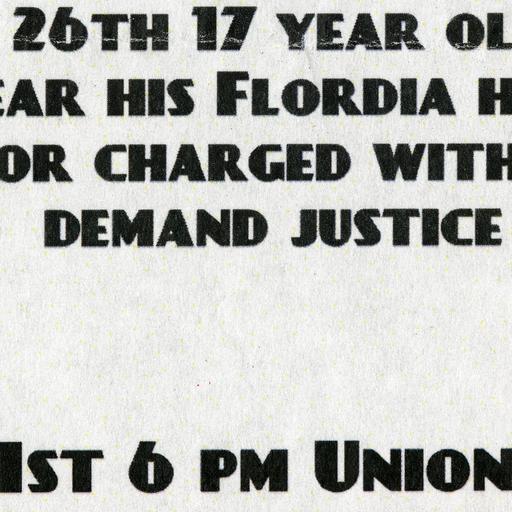 26TH 17 YEAR OL
EAR HIS FLORDIA H
OR CHARGED WITH
DEMAND JUSTICE
1ST 6 PM UNION